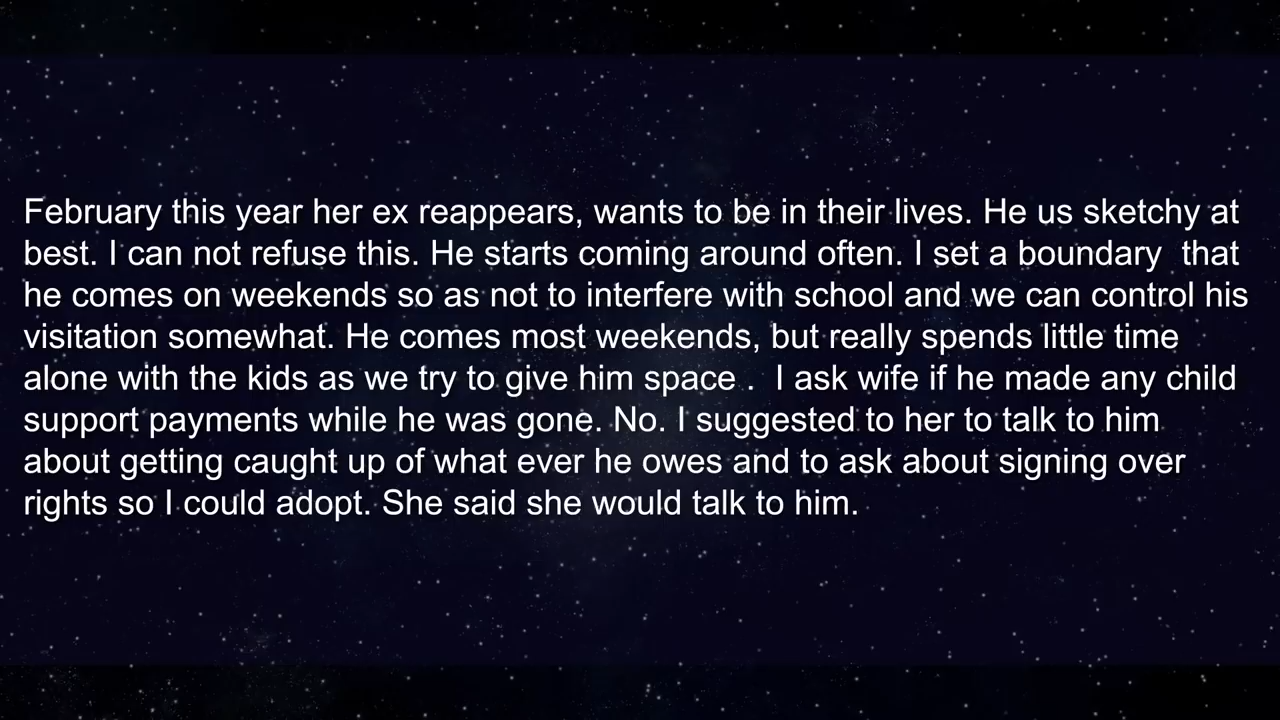 February this year her ex reappears, wants to be in their lives. He us sketchy at
best. I can not refuse this. He starts coming around often. I set a boundary  that
he comes on weekends so as not to interfere with school and we can control his
visitation somewhat. He comes most weekends, but really spends little time
alone with the kids as we try to give him space .  I ask wife if he made any child
support payments while he was gone. No. I suggested to her to talk to him
about getting caught up of what ever he owes and to ask about signing over
rights so I could adopt. She said she would talk to him.